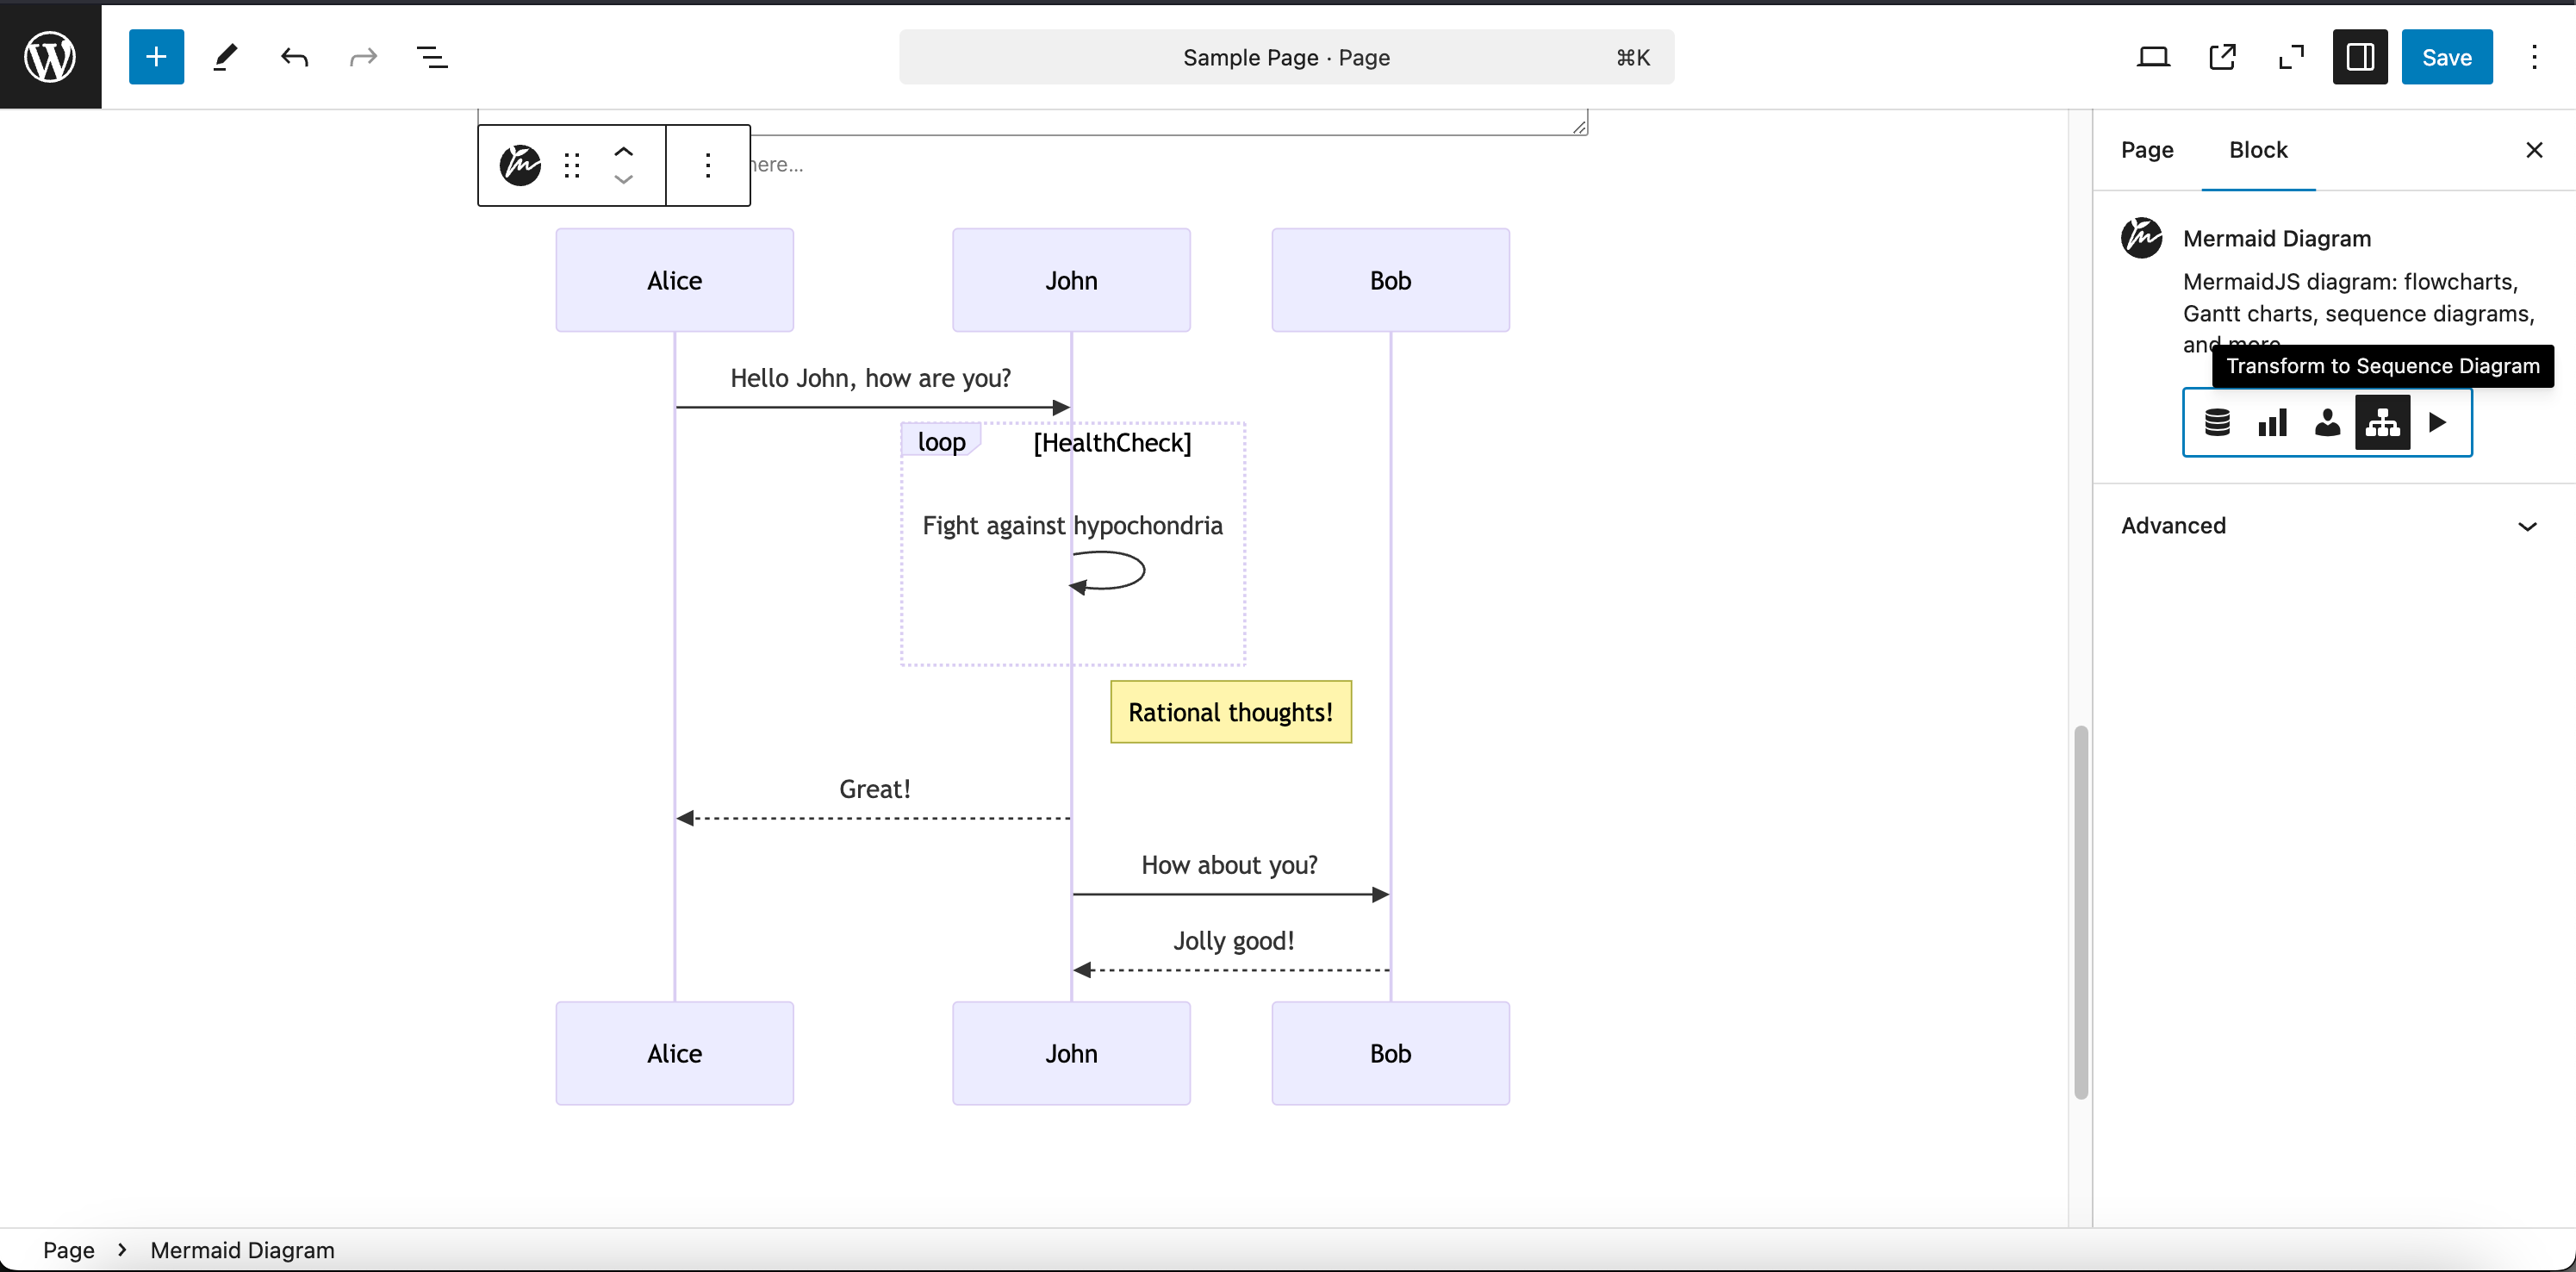 Sample Page · Page
⌘K
Save
here...
Alice
John
Bob
Hello John, how are you?
loop
[HealthCheck]
Fight against hypochondria
Rational thoughts!
Great!
How about you?
Jolly good!
Alice
John
Bob
Page
Block
Mermaid Diagram
MermaidJS diagram: flowcharts,
Gantt charts, sequence diagrams,
and more
Transform to Sequence Diagram
Advanced
Page
Mermaid Diagram